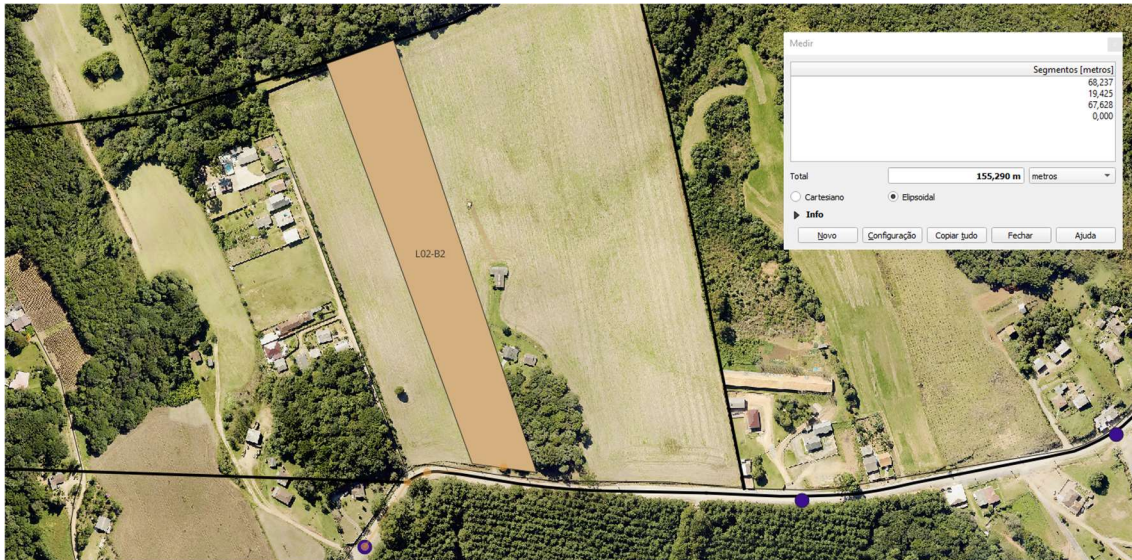 Medir
Segmentos [metros]
68,237
19,425
67,628
0,000
Total
155,290 m
metros
Cartesiano
Elipsoidal
Info
Novo
Configuração
Copiar tudo
Fechar
Ajuda
L02-B2